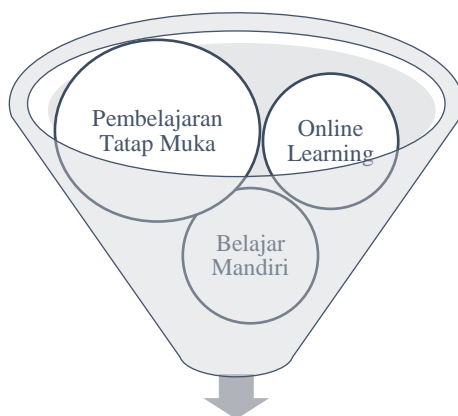 Pembelajaran
Tatap Muka
Online
Learning
Belajar
Mandiri